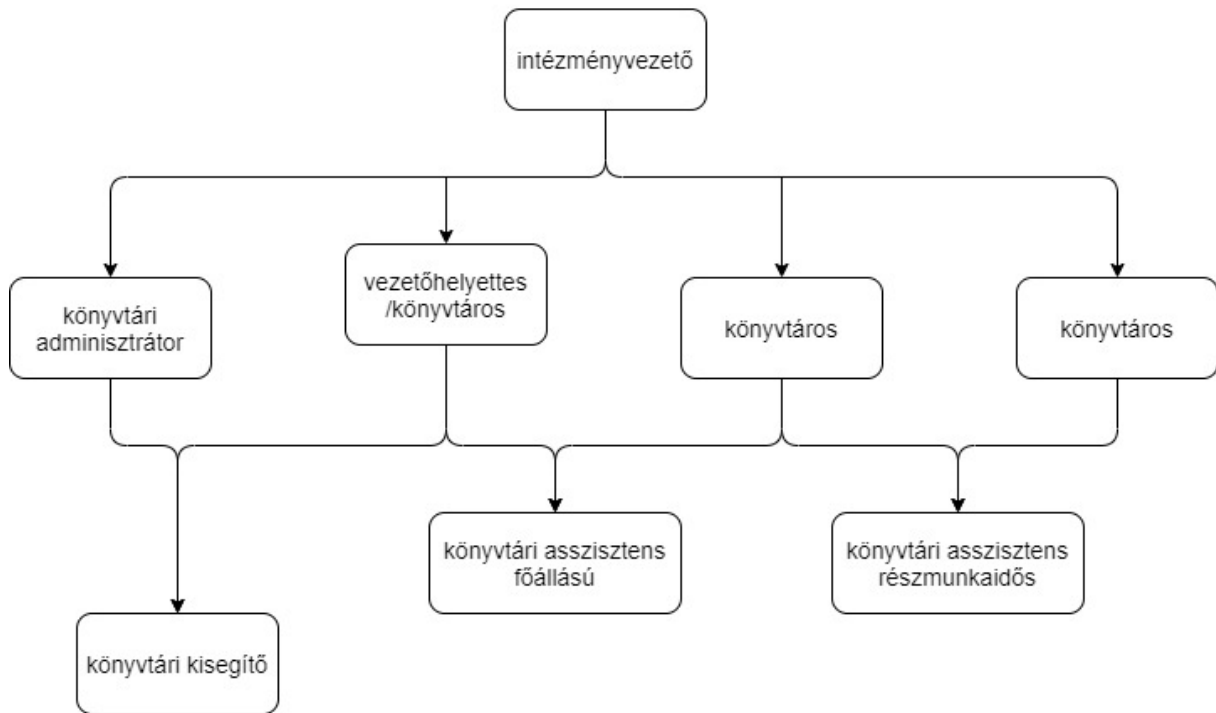 intézményvezető
könyvtári
adminisztrátor
vezetőhelyettes
/könyvtáros
könyvtáros
könyvtáros
könyvtári asszisztens
főállású
könyvtári asszisztens
részmunkaidős
könyvtári kisegítő